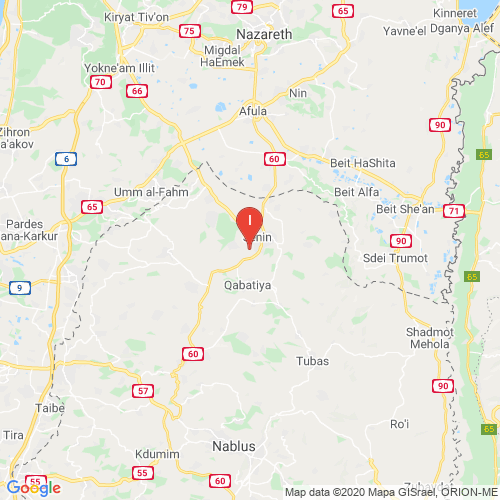 Kiryat Tiv'on
79
65
Kinneret
Dganya Alef
75
Nazareth
Yavne'el
Migdal
HaEmek
Yokne'am Illit
70
66
Nin
Afula
90
Zihron
a'akov
6
60
65
Beit HaShita
Umm al-Fahm
Beit Alfa
65
Beit She'an
71
Pardes
ana-Karkur
I
enin
90
Sdei Trumot
9
Qabatiya
Shadmot
Mehola
60
Tubas
57
90
Taibe
Ro'i
65
Tira
Kdumim
Nablus
55
55
60
Google
Map data ©2020 Mapa GISrael, ORION-ME